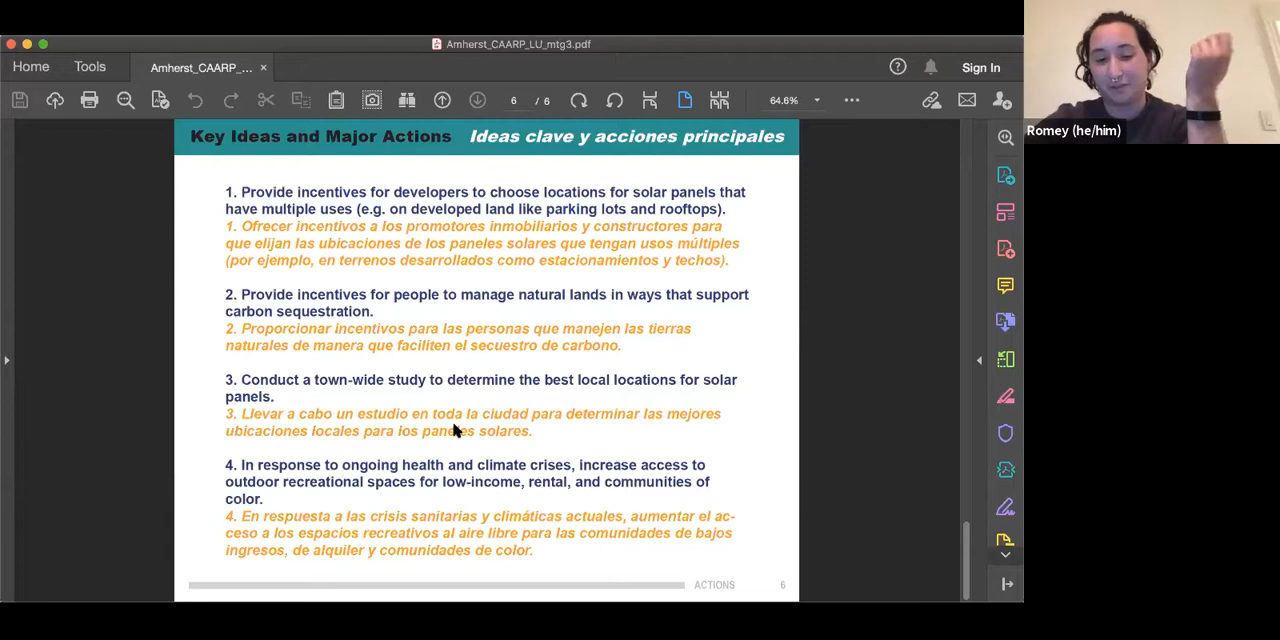 Amherst_CAARP_LU_mtg3.pdf
Home Tools Amherst_CAARP_... × Sign In
6 / 6 64.6%
Romey (he/him)
Key Ideas and Major Actions Ideas clave y acciones principales
1. Provide incentives for developers to choose locations for solar panels that
have multiple uses (e.g. on developed land like parking lots and rooftops).
1. Ofrecer incentivos a los promotores inmobiliarios y constructores para
que elijan las ubicaciones de los paneles solares que tengan usos múltiples
(por ejemplo, en terrenos desarrollados como estacionamientos y techos).
2. Provide incentives for people to manage natural lands in ways that support
carbon sequestration.
2. Proporcionar incentivos para las personas que manejen las tierras
naturales de manera que faciliten el secuestro de carbono.
3. Conduct a town-wide study to determine the best local locations for solar
panels.
3. Llevar a cabo un estudio en toda la ciudad para determinar las mejores
ubicaciones locales para los paneles solares.
4. In response to ongoing health and climate crises, increase access to
outdoor recreational spaces for low-income, rental, and communities of
color.
4. En respuesta a las crisis sanitarias y climáticas actuales, aumentar el ac-
ceso a los espacios recreativos al aire libre para las comunidades de bajos
ingresos, de alquiler y comunidades de color.
ACTIONS 6